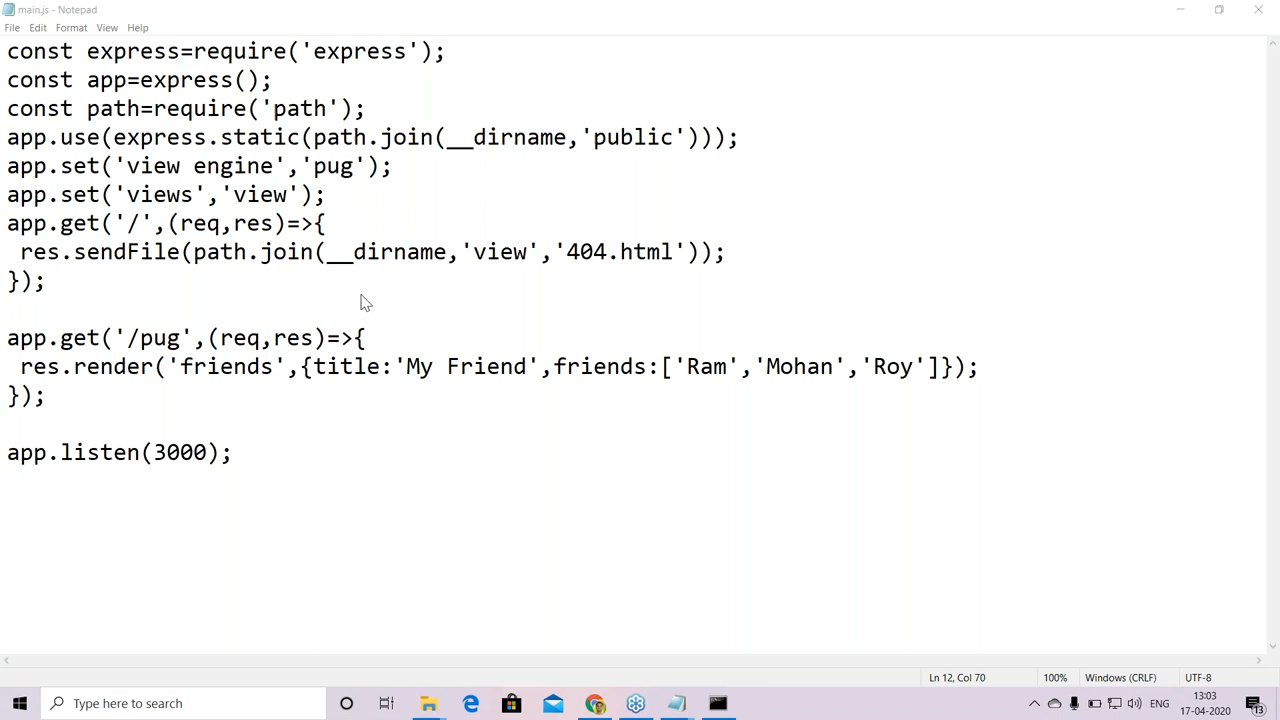 main.js - Notepad
File Edit Format View Help
const express=require('express');
const app=express();
const path=require('path');
app.use(express.static(path.join(__dirname,'public')));
app.set('view engine','pug');
app.set('views','view');
app.get('/',(req,res)=>{
 res.sendFile(path.join(__dirname,'view','404.html'));
});

app.get('/pug',(req,res)=>{
 res.render('friends',{title:'My Friend',friends:['Ram','Mohan','Roy']});
});

app.listen(3000);
Ln 12, Col 70 100% Windows (CRLF) UTF-8
Type here to search ENG 13:03
17-04-2020 13